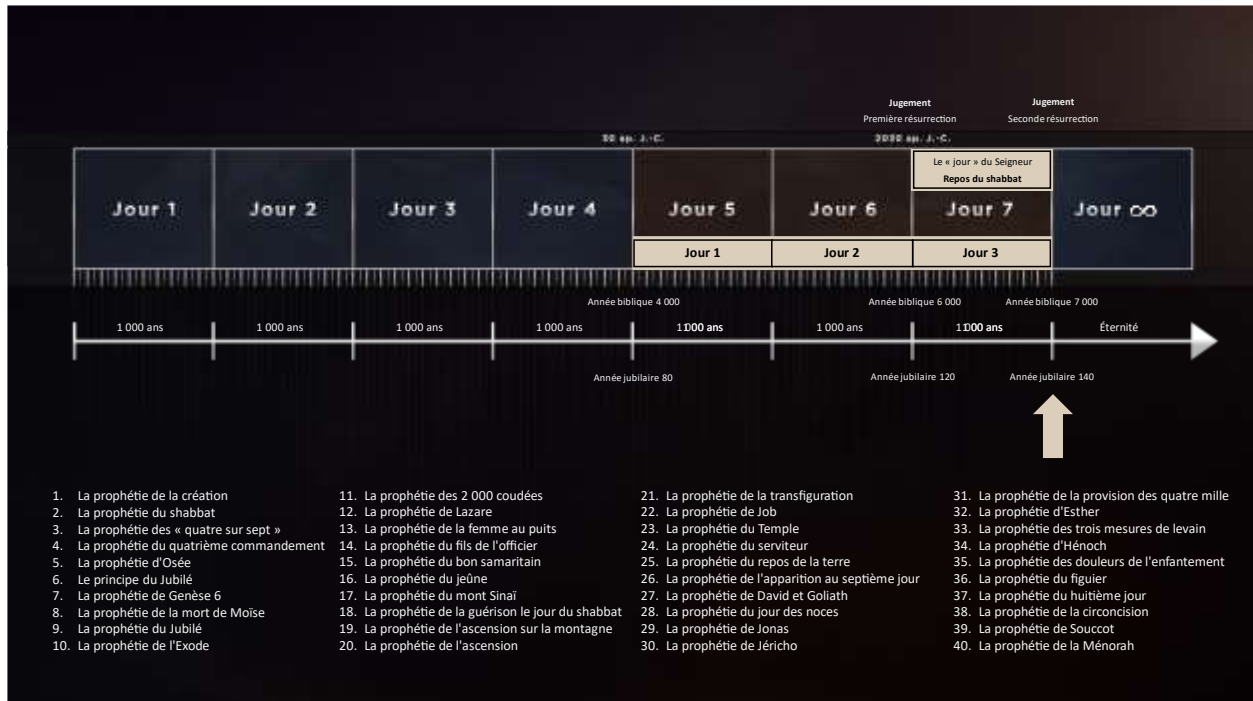 Jugement
Première résurrection
Jugement
Seconde résurrection
30 ap. J.-C.
2030 ap. J.-C.
Le « jour » du Seigneur
Repos du shabbat
Jour 1
Jour 2
Jour 3
Jour 4
Jour 5
Jour 6
Jour 7
Jour ∞
Jour 1
Jour 2
Jour 3
Année biblique 4 000
Année biblique 6 000
Année biblique 7 000
1 000 ans
1 000 ans
1 000 ans
1 000 ans
1 000 ans
1 000 ans
1 000 ans
Éternité
Année jubilaire 80
Année jubilaire 120
Année jubilaire 140
1. La prophétie de la création
2. La prophétie du shabbat
3. La prophétie des « quatre sur sept »
4. La prophétie du quatrième commandement
5. La prophétie d'Osée
6. Le principe du Jubilé
7. La prophétie de Genèse 6
8. La prophétie de la mort de Moïse
9. La prophétie du Jubilé
10. La prophétie de l'Exode
11. La prophétie des 2 000 coudées
12. La prophétie de Lazare
13. La prophétie de la femme au puits
14. La prophétie du fils de l'officier
15. La prophétie du bon samaritain
16. La prophétie du jeûne
17. La prophétie du mont Sinaï
18. La prophétie de la guérison le jour du shabbat
19. La prophétie de l'ascension sur la montagne
20. La prophétie de l'ascension
21. La prophétie de la transfiguration
22. La prophétie de Job
23. La prophétie du Temple
24. La prophétie du serviteur
25. La prophétie du repos de la terre
26. La prophétie de l'apparition au septième jour
27. La prophétie de David et Goliath
28. La prophétie du jour des noces
29. La prophétie de Jonas
30. La prophétie de Jéricho
31. La prophétie de la provision des quatre mille
32. La prophétie d'Esther
33. La prophétie des trois mesures de levain
34. La prophétie d'Hénoch
35. La prophétie des douleurs de l'enfantement
36. La prophétie du figuier
37. La prophétie du huitième jour
38. La prophétie de la circoncision
39. La prophétie de Souccot
40. La prophétie de la Ménorah